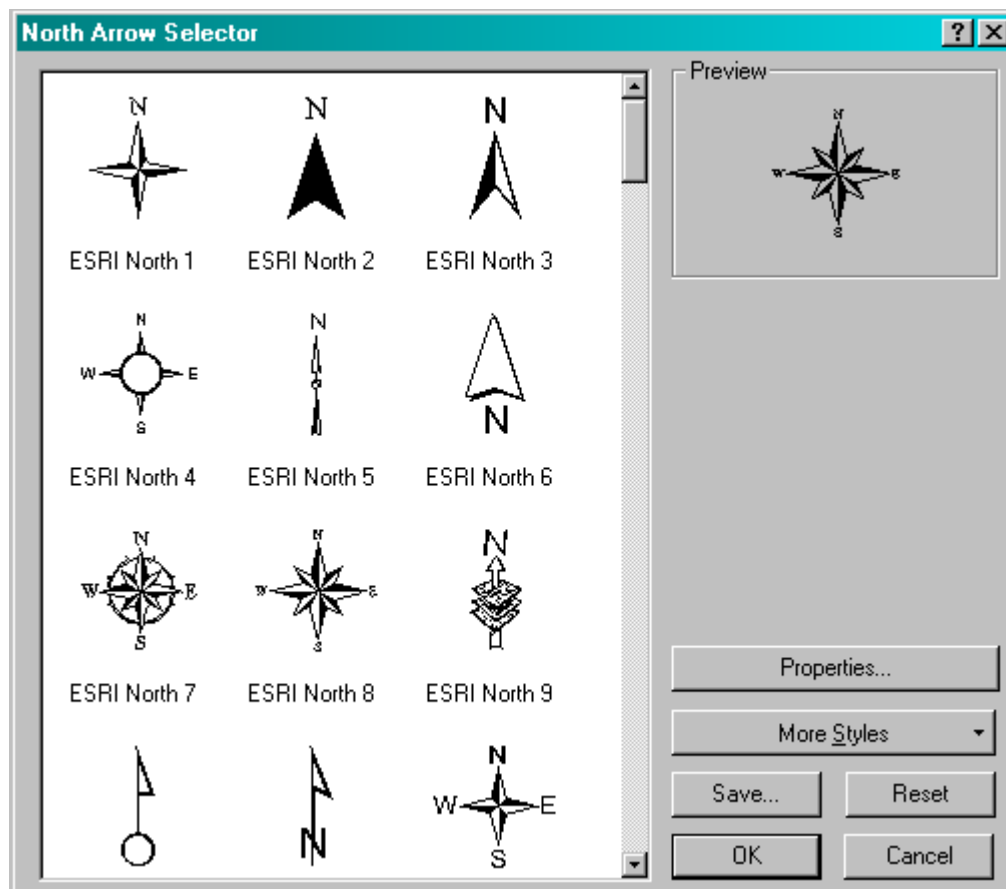 North Arrow Selector
Preview
N
N
N
N
W E
S
ESRI North 1 ESRI North 2 ESRI North 3
N
W E
S
N
N
ESRI North 4 ESRI North 5 ESRI North 6
N
W E
S
N
W E
S
N
ESRI North 7 ESRI North 8 ESRI North 9
N
N
W E
S
Properties...
More Styles
Save... Reset
OK Cancel